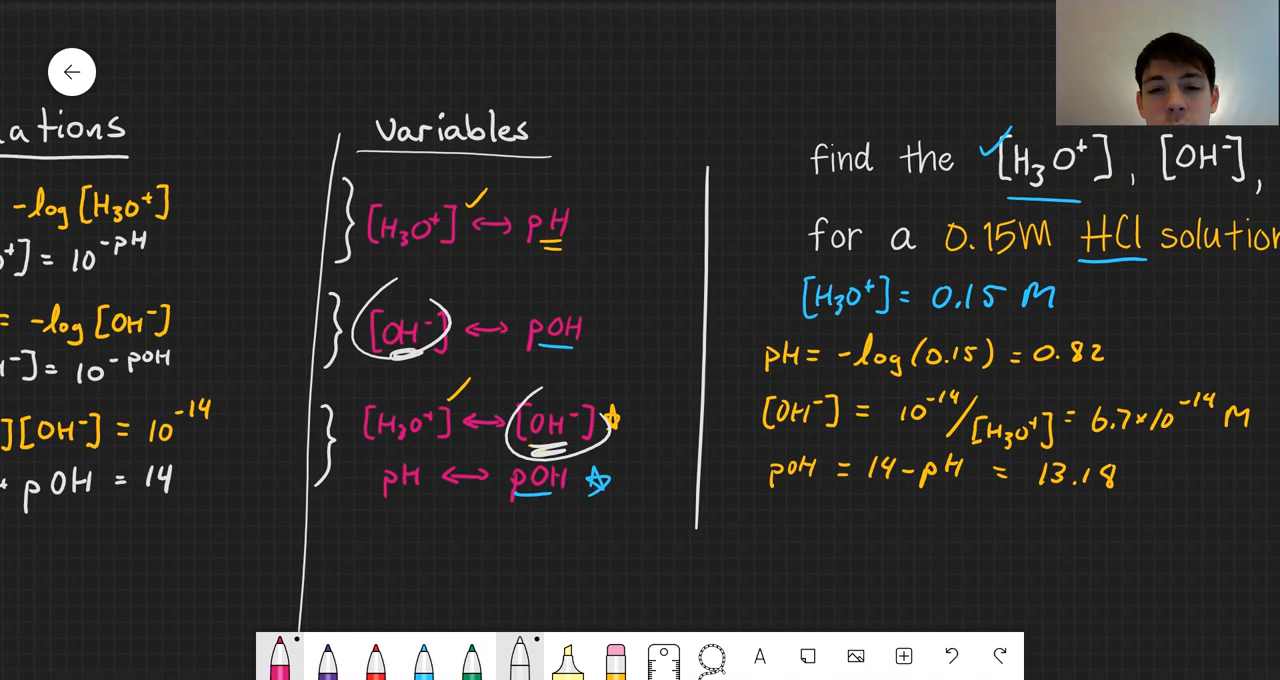 ations
-log [H₃O⁺]
⁺] = 10^-pH
= -log [OH⁻]
⁻] = 10^-pOH
][OH⁻] = 10^-14
+ pOH = 14
variables
[H₃O⁺] ↔ pH
[OH⁻] ↔ pOH
[H₃O⁺] ↔ [OH⁻]
pH ↔ pOH
find the [H₃O⁺], [OH⁻],
for a 0.15M HCl solution
[H₃O⁺] = 0.15 M
pH = -log(0.15) = 0.82
[OH⁻] = 10^-14/[H₃O⁺] = 6.7×10^-14 M
pOH = 14-pH = 13.18
A